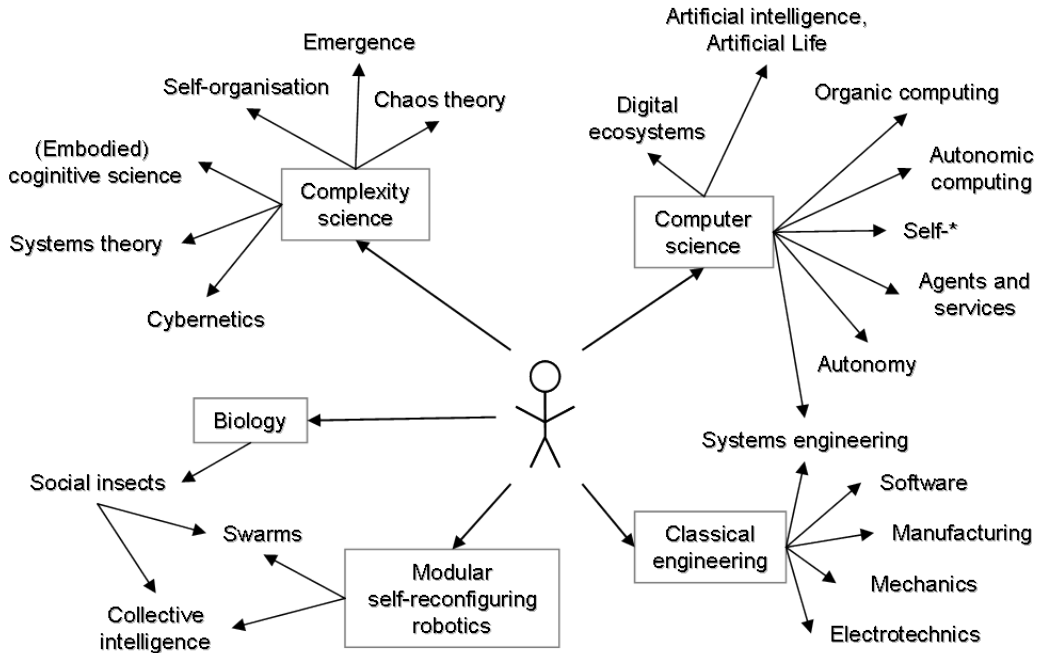 Emergence
Self-organisation
Chaos theory
(Embodied)
coginitive science
Complexity
science
Systems theory
Cybernetics
Artificial intelligence,
Artificial Life
Digital
ecosystems
Organic computing
Autonomic
computing
Computer
science
Self-*
Agents and
services
Autonomy
Biology
Social insects
Swarms
Collective
intelligence
Modular
self-reconfiguring
robotics
Systems engineering
Classical
engineering
Software
Manufacturing
Mechanics
Electrotechnics